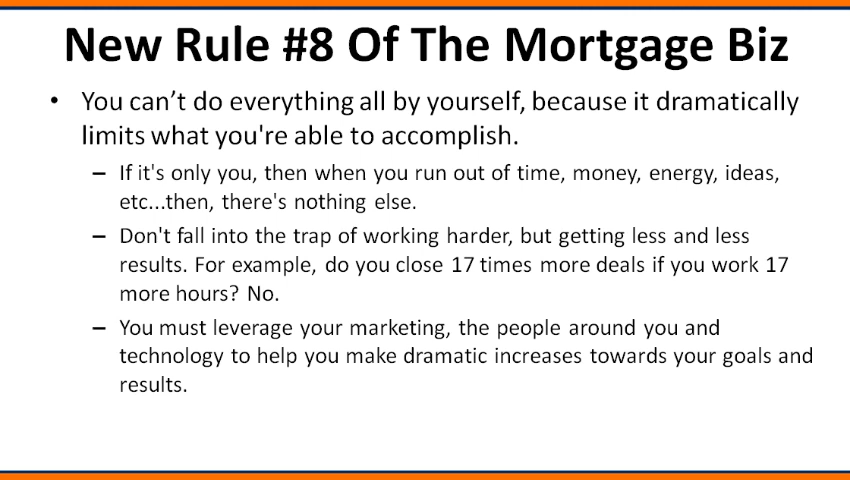 New Rule #8 Of The Mortgage Biz
• You can’t do everything all by yourself, because it dramatically
limits what you're able to accomplish.
– If it's only you, then when you run out of time, money, energy, ideas,
etc...then, there's nothing else.
– Don't fall into the trap of working harder, but getting less and less
results. For example, do you close 17 times more deals if you work 17
more hours? No.
– You must leverage your marketing, the people around you and
technology to help you make dramatic increases towards your goals and
results.